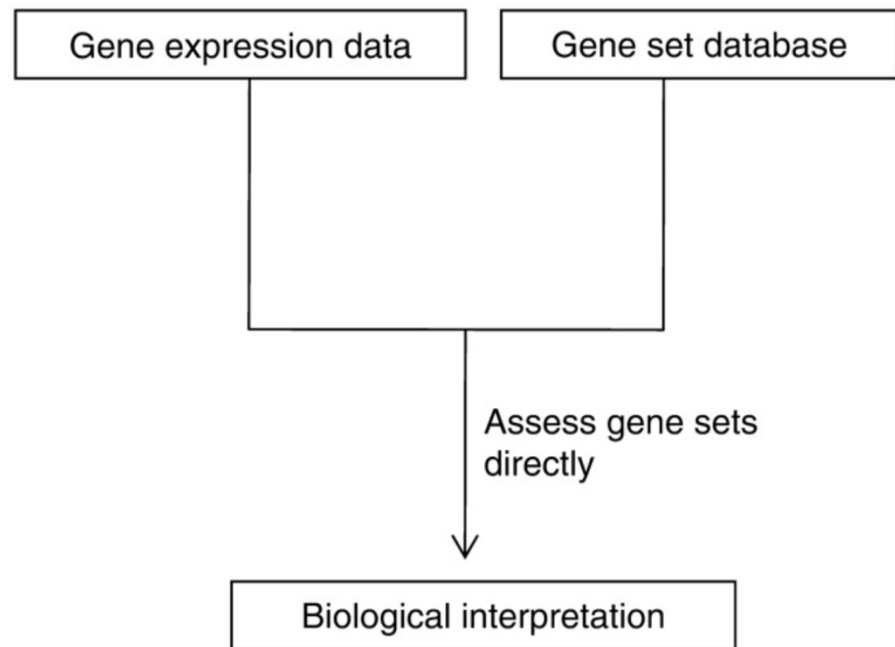 Gene expression data
Gene set database
Assess gene sets
directly
Biological interpretation